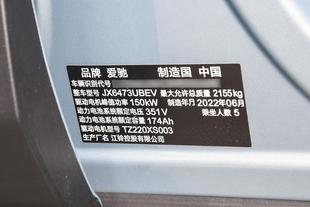 品牌 爱驰 制造国 中国
车辆识别代号
整车型号 JX6473UBEV 最大允许总质量 2155kg
驱动电机峰值功率 150kW 制造年月 2022年06月
动力电池系统额定电压 351V 乘坐人数 5
动力电池系统额定容量 174Ah
驱动电机型号 TZ220XS003
生产厂名 江铃控股有限公司